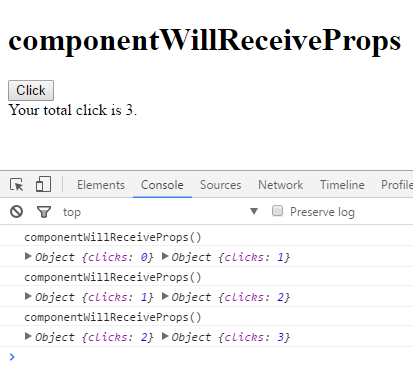 componentWillReceiveProps
Click
Your total click is 3.
Elements Console Sources Network Timeline Profile
top Preserve log
componentWillReceiveProps()
Object {clicks: 0} Object {clicks: 1}
componentWillReceiveProps()
Object {clicks: 1} Object {clicks: 2}
componentWillReceiveProps()
Object {clicks: 2} Object {clicks: 3}